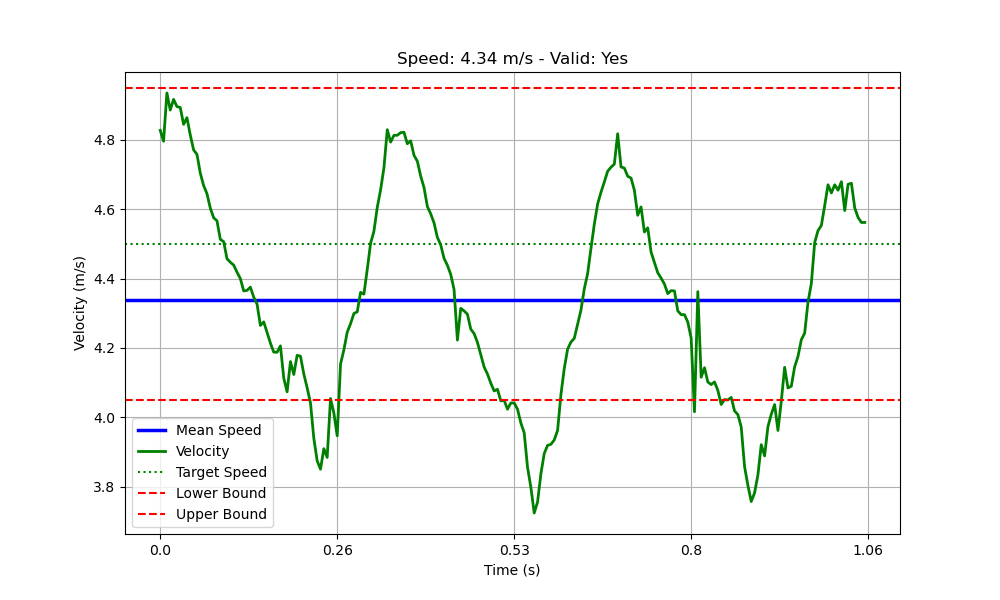 Speed: 4.34 m/s - Valid: Yes
Velocity (m/s)
4.8
4.6
4.4
4.2
4.0
3.8
Mean Speed
Velocity
Target Speed
Lower Bound
Upper Bound
0.0 0.26 0.53 0.8 1.06
Time (s)